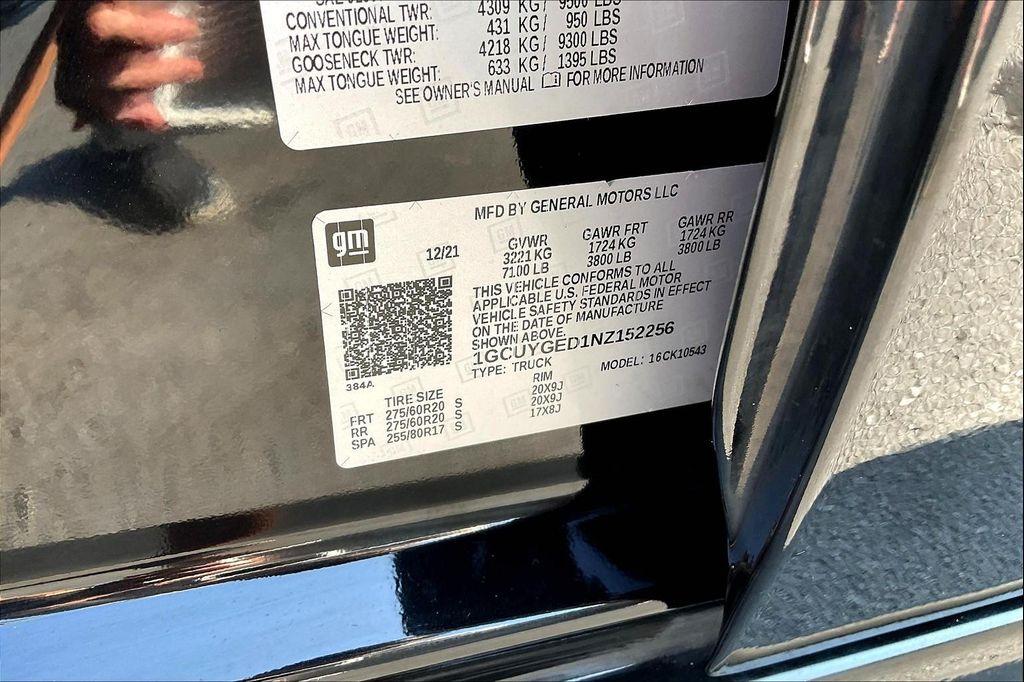 CONVENTIONAL TWR: 4309 KG/ 9500 LBS
MAX TONGUE WEIGHT: 431 KG/ 950 LBS
GOOSENECK TWR: 4218 KG/ 9300 LBS
MAX TONGUE WEIGHT: 633 KG/ 1395 LBS
SEE OWNER'S MANUAL FOR MORE INFORMATION
MFD BY GENERAL MOTORS LLC
gm
12/21
GVWR GAWR FRT GAWR RR
3221 KG 1724 KG 1724 KG
7100 LB 3800 LB 3800 LB
THIS VEHICLE CONFORMS TO ALL
APPLICABLE U.S. FEDERAL MOTOR
VEHICLE SAFETY STANDARDS IN EFFECT
ON THE DATE OF MANUFACTURE
SHOWN ABOVE.
1GCUYGED1NZ152256
TYPE: TRUCK MODEL: 16CK10543
384A
TIRE SIZE RIM
FRT 275/60R20 S 20X9J
RR 275/60R20 S 20X9J
SPA 255/80R17 S 17X8J